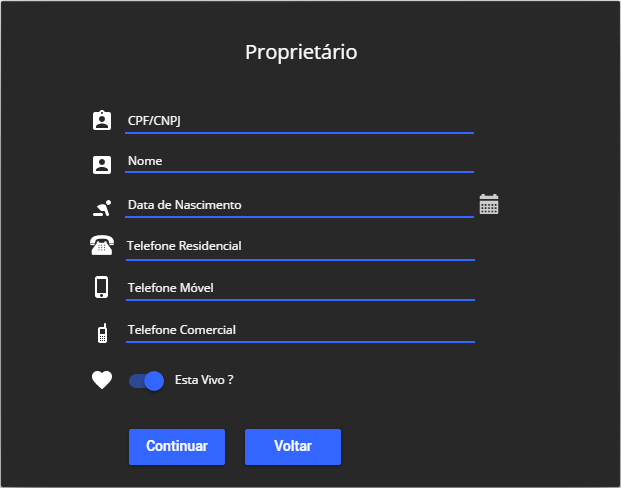 Proprietário
CPF/CNPJ
Nome
Data de Nascimento
Telefone Residencial
Telefone Móvel
Telefone Comercial
Esta Vivo ?
Continuar
Voltar